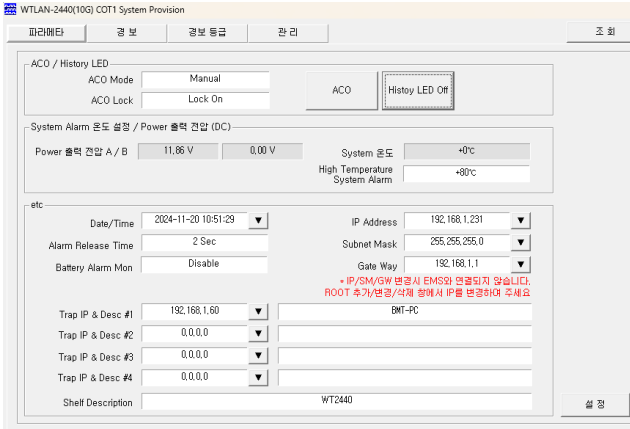 WTLAN-2440(10G) COT1 System Provision
파라메타 경 보 경보 등급 관 리 조 회
ACO / History LED
ACO Mode Manual
ACO Lock Lock On
ACO Histoy LED Off
System Alarm 온도 설정 / Power 출력 전압 (DC)
Power 출력 전압 A / B 11,86 V 0,00 V
System 온도 +0℃
High Temperature
System Alarm +80℃
etc
Date/Time 2024-11-20 10:51:29 ▼
Alarm Release Time 2 Sec
Battery Alarm Mon Disable
IP Address 192,168,1,231 ▼
Subnet Mask 255,255,255,0 ▼
Gate Way 192,168,1,1 ▼
* IP/SM/GW 변경시 EMS와 연결되지 않습니다.
ROOT 추가/변경/삭제 창에서 IP를 변경하여 주세요
Trap IP & Desc #1 192,168,1,60 ▼ BMT-PC
Trap IP & Desc #2 0,0,0,0 ▼
Trap IP & Desc #3 0,0,0,0 ▼
Trap IP & Desc #4 0,0,0,0 ▼
Shelf Description WT2440
설 정